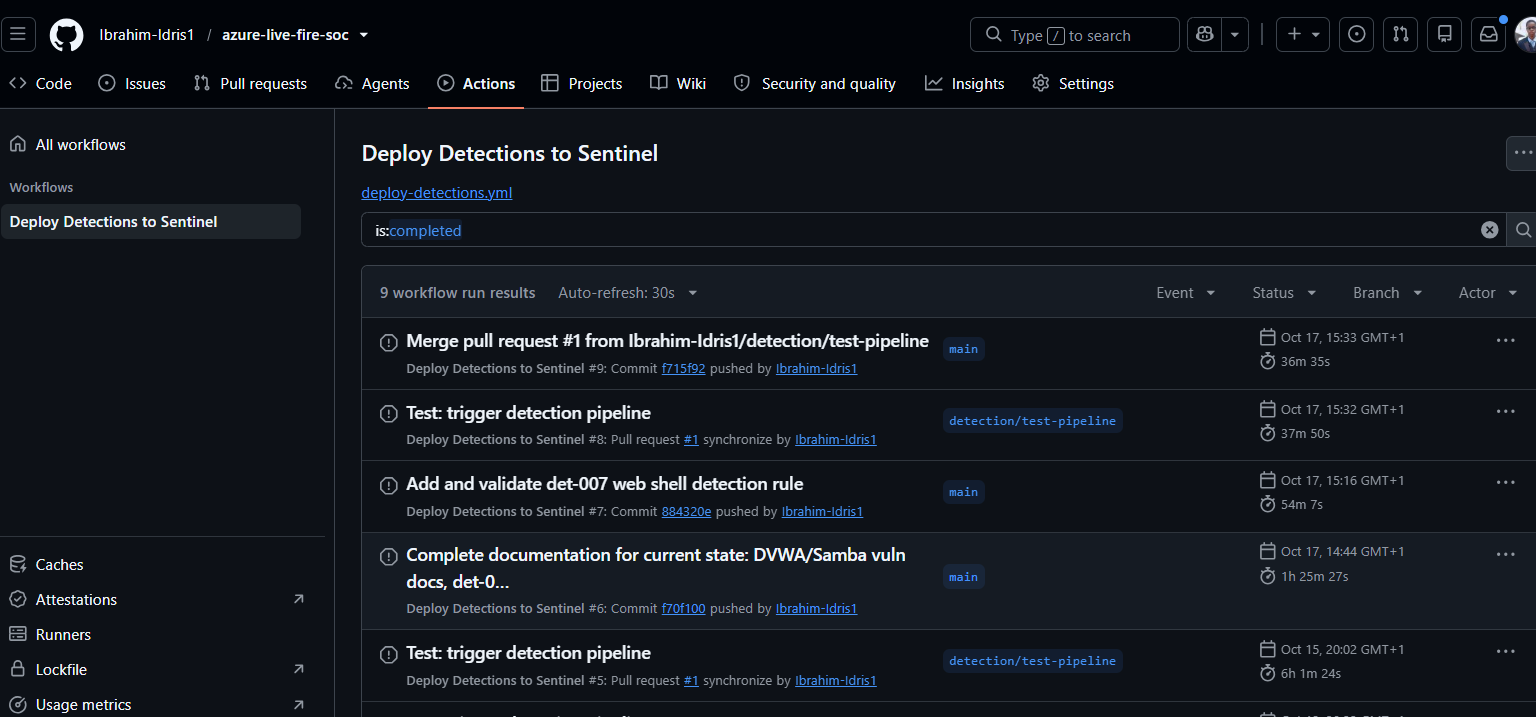 Ibrahim-Idris1 / azure-live-fire-soc
Type / to search
Code Issues Pull requests Agents Actions Projects Wiki Security and quality Insights Settings
All workflows
Workflows
Deploy Detections to Sentinel
Caches
Attestations
Runners
Lockfile
Usage metrics
Deploy Detections to Sentinel
deploy-detections.yml
is:completed
9 workflow run results Auto-refresh: 30s Event Status Branch Actor
Merge pull request #1 from Ibrahim-Idris1/detection/test-pipeline
Deploy Detections to Sentinel #9: Commit f715f92 pushed by Ibrahim-Idris1
main
Oct 17, 15:33 GMT+1
36m 35s
Test: trigger detection pipeline
Deploy Detections to Sentinel #8: Pull request #1 synchronize by Ibrahim-Idris1
detection/test-pipeline
Oct 17, 15:32 GMT+1
37m 50s
Add and validate det-007 web shell detection rule
Deploy Detections to Sentinel #7: Commit 884320e pushed by Ibrahim-Idris1
main
Oct 17, 15:16 GMT+1
54m 7s
Complete documentation for current state: DVWA/Samba vuln
docs, det-0...
Deploy Detections to Sentinel #6: Commit f70f100 pushed by Ibrahim-Idris1
main
Oct 17, 14:44 GMT+1
1h 25m 27s
Test: trigger detection pipeline
Deploy Detections to Sentinel #5: Pull request #1 synchronize by Ibrahim-Idris1
detection/test-pipeline
Oct 15, 20:02 GMT+1
6h 1m 24s